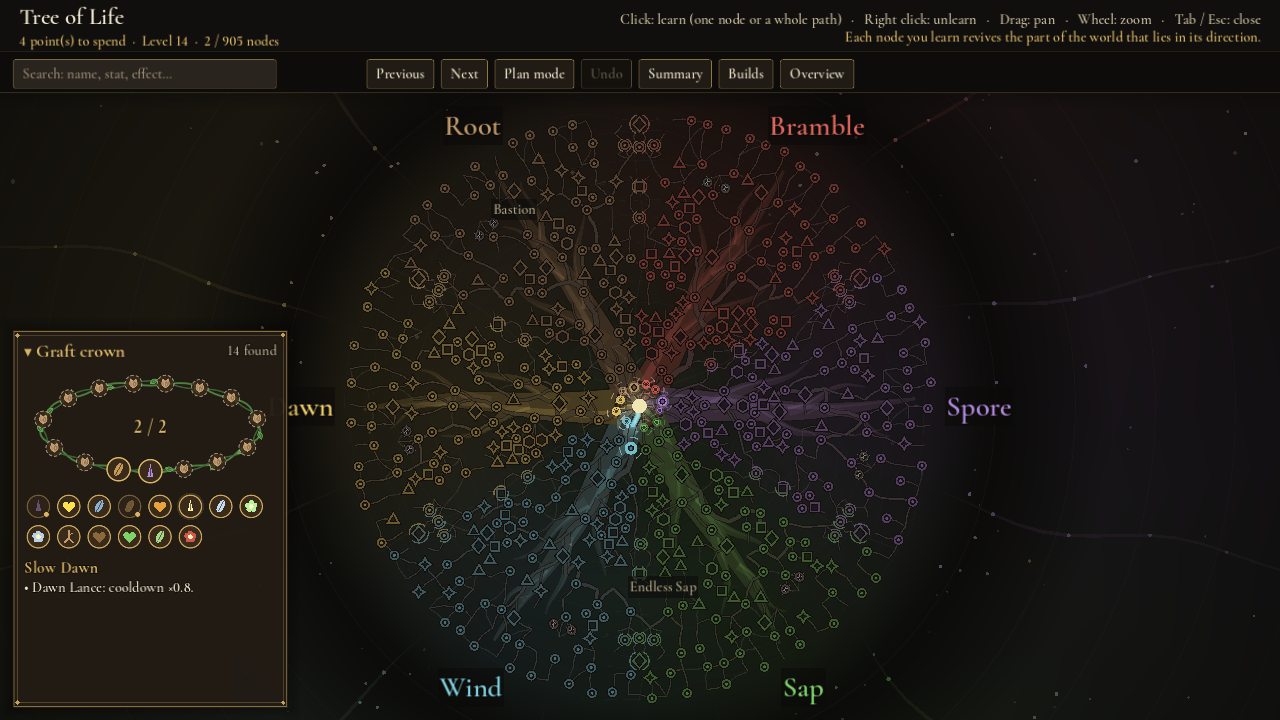 Tree of Life
4 point(s) to spend · Level 14 · 2 / 905 nodes
Click: learn (one node or a whole path) · Right click: unlearn · Drag: pan · Wheel: zoom · Tab / Esc: close
Each node you learn revives the part of the world that lies in its direction.
Search: name, stat, effect...
Previous
Next
Plan mode
Undo
Summary
Builds
Overview
Root
Bramble
Bastion
▾ Graft crown
14 found
2 / 2
awn
Spore
Slow Dawn
• Dawn Lance: cooldown ×0.8.
Endless Sap
Wind
Sap